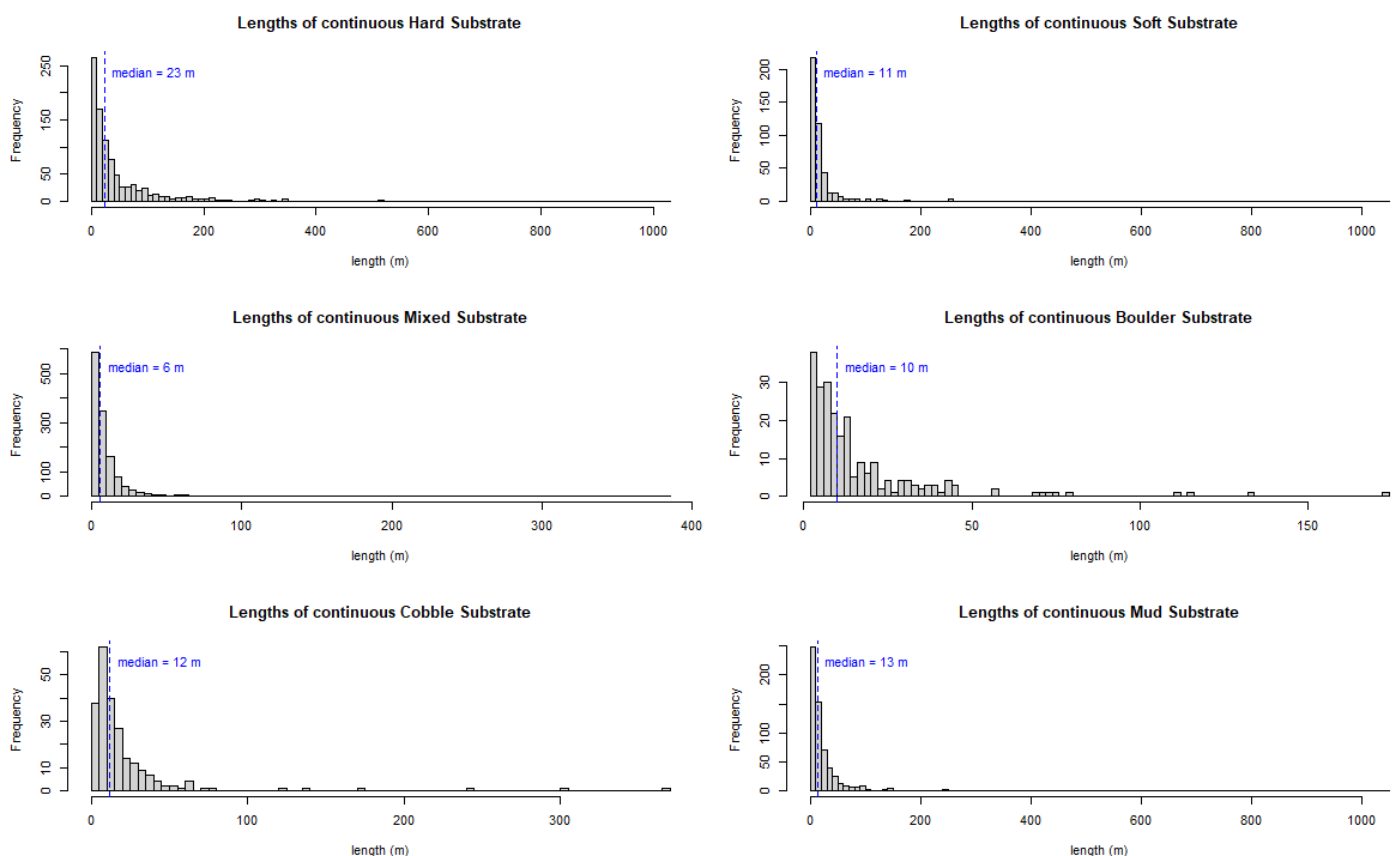 Lengths of continuous Hard Substrate
median = 23 m
Frequency
0 50 150 250
0 200 400 600 800 1000
length (m)
Lengths of continuous Soft Substrate
median = 11 m
Frequency
0 50 100 150 200
0 200 400 600 800 1000
length (m)
Lengths of continuous Mixed Substrate
median = 6 m
Frequency
0 100 300 500
0 100 200 300 400
length (m)
Lengths of continuous Boulder Substrate
median = 10 m
Frequency
0 10 20 30
0 50 100 150
length (m)
Lengths of continuous Cobble Substrate
median = 12 m
Frequency
0 10 30 50
0 100 200 300
length (m)
Lengths of continuous Mud Substrate
median = 13 m
Frequency
0 50 100 200
0 200 400 600 800 1000
length (m)